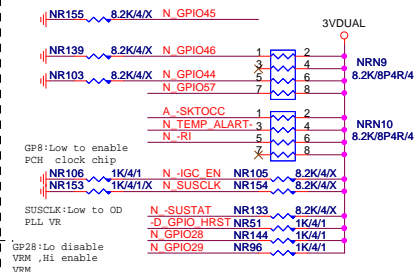 NR155 8.2K/4/X N_GPIO45
3VDUAL
NR139 8.2K/4/X N_GPIO46 1 2
3 4 NRN9
NR103 8.2K/4/X N_GPIO44 5 6 8.2K/8P4R/4
N_GPIO57 7 8
A_-SKTOCC 1 2
N_TEMP_ALART- 3 4 NRN10
N_-RI 5 6 8.2K/8P4R/4
7 8
GP8:Low to enable
PCH clock chip
NR106 1K/4/1 N_-IGC_EN NR105 8.2K/4/X
NR153 1K/4/1/X N_SUSCLK NR154 8.2K/4/X
SUSCLK:Low to OD
PLL VR
N_-SUSTAT NR133 8.2K/4/X
-D_GPIO_HRST NR51 1K/4/1
N_GPIO28 NR144 1K/4/1
N_GPIO29 NR96 1K/4/1
GP28:Lo disable
VRM ,Hi enable
VRM